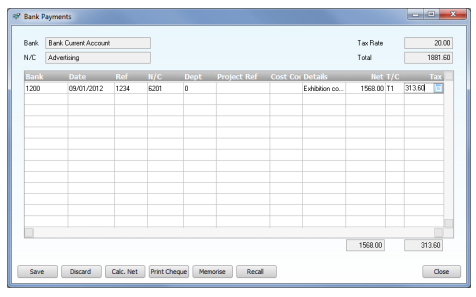 Bank Payments
Bank Bank Current Account Tax Rate 20.00
N/C Advertising Total 1881.60
Bank Date Ref N/C Dept Project Ref Cost Coc Details Net T/C Tax
1200 09/01/2012 1234 6201 0 Exhibition co... 1568.00 T1 313.60
1568.00 313.60
Save Discard Calc. Net Print Cheque Memorise Recall Close